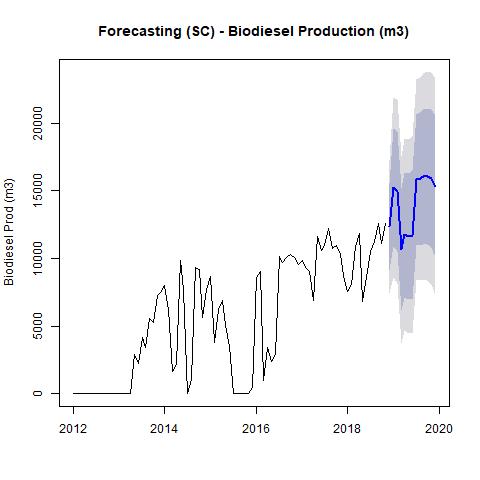 Forecasting (SC) - Biodiesel Production (m3)
Biodiesel Prod (m3)
20000
15000
10000
5000
0
2012 2014 2016 2018 2020